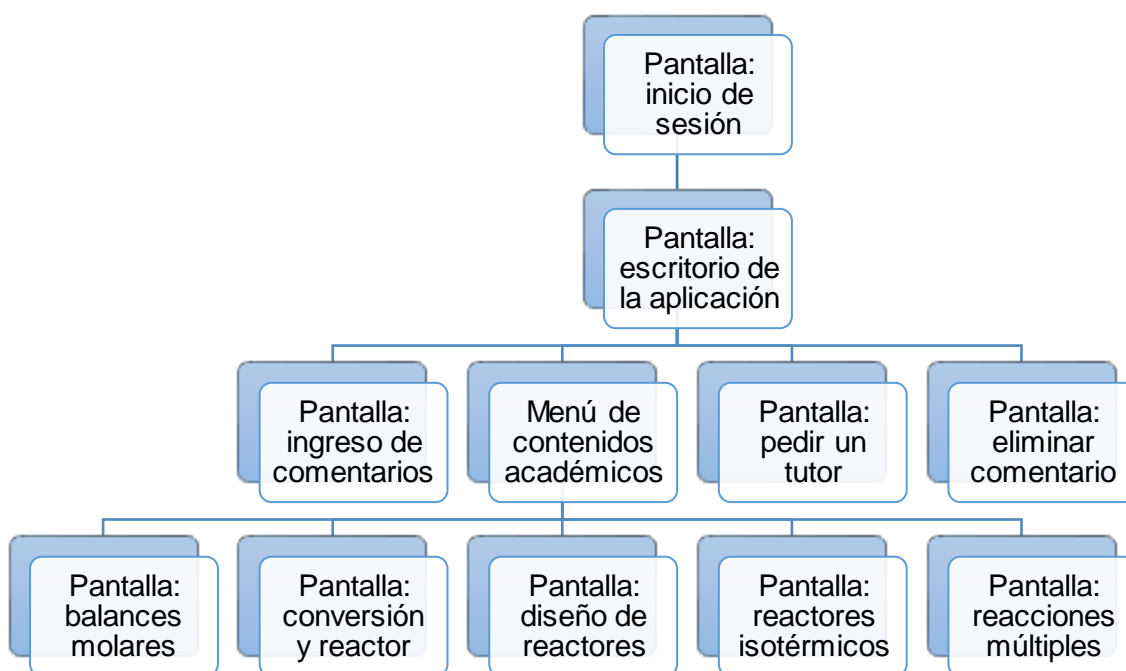 Pantalla:
inicio de
sesión
Pantalla:
escritorio de
la aplicación
Pantalla:
ingreso de
comentarios
Menú de
contenidos
académicos
Pantalla:
pedir un
tutor
Pantalla:
eliminar
comentario
Pantalla:
balances
molares
Pantalla:
conversión
y reactor
Pantalla:
diseño de
reactores
Pantalla:
reactores
isotérmicos
Pantalla:
reacciones
múltiples